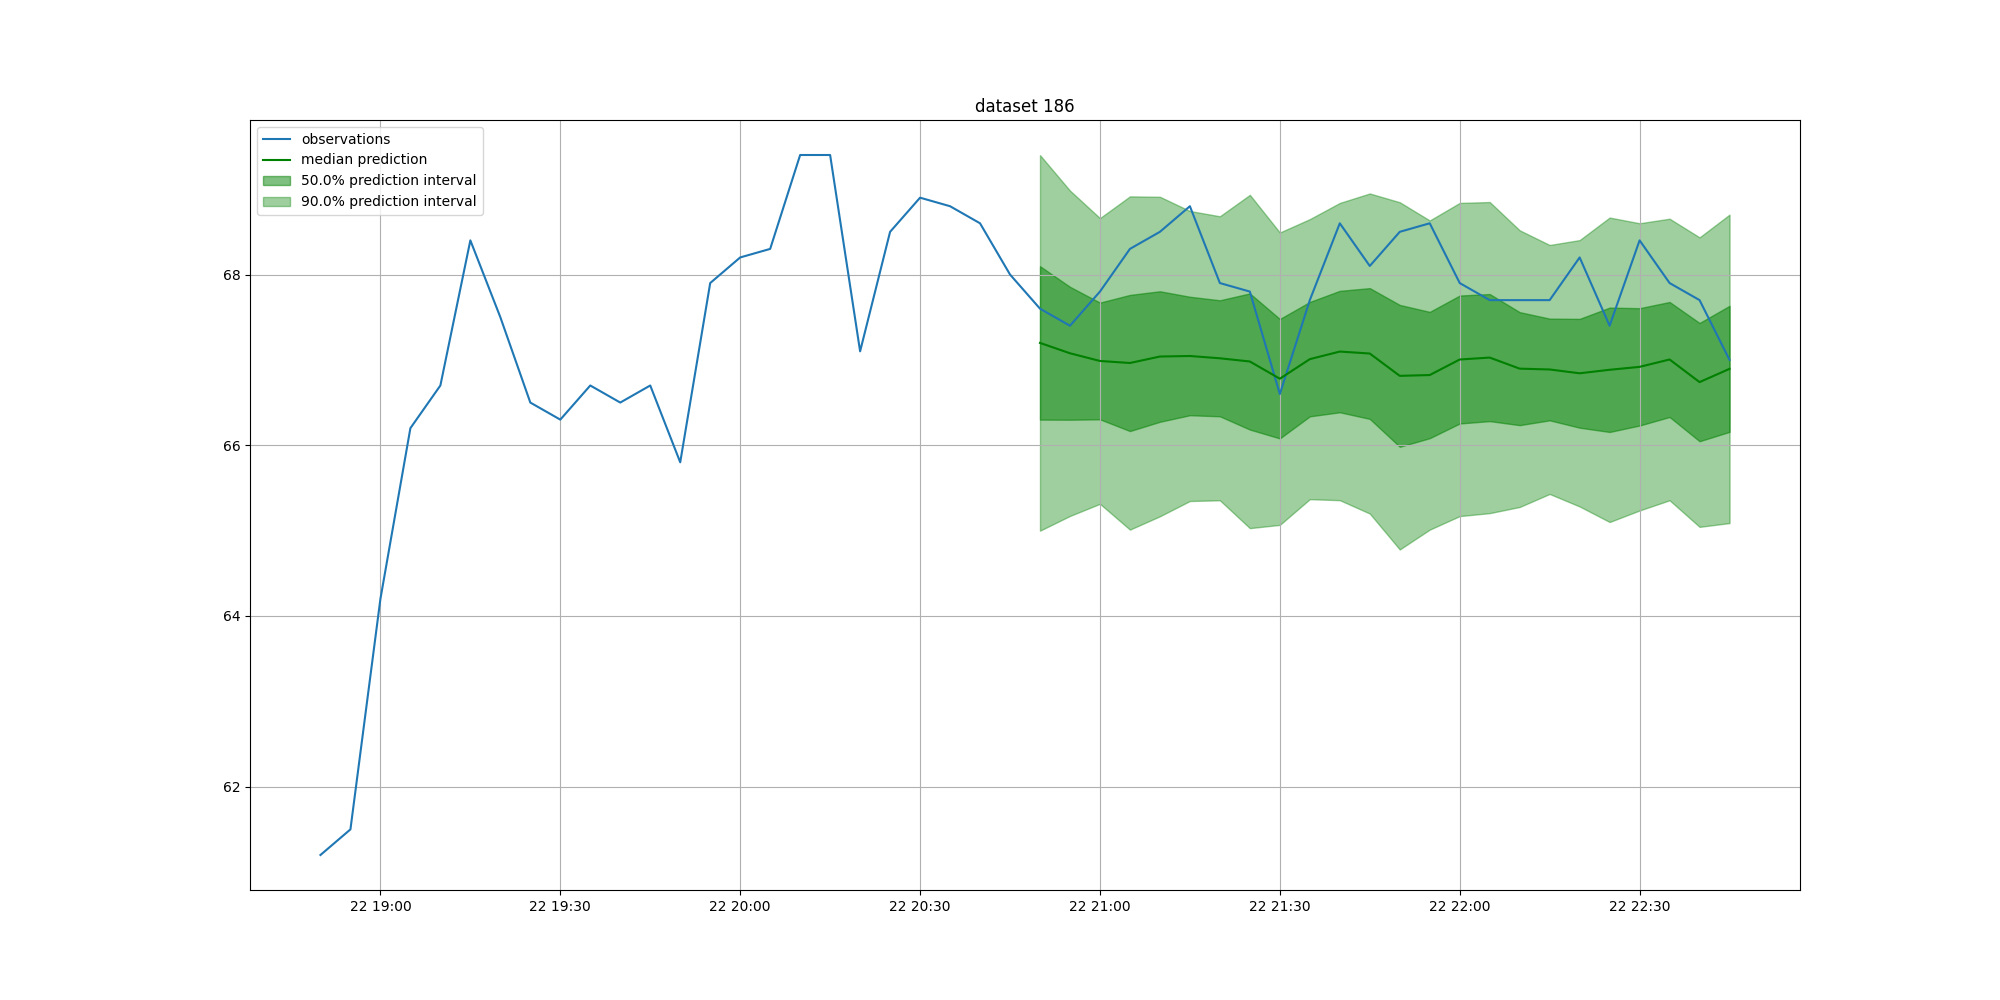 dataset 186
observations
median prediction
50.0% prediction interval
90.0% prediction interval
68
66
64
62
22 19:00
22 19:30
22 20:00
22 20:30
22 21:00
22 21:30
22 22:00
22 22:30